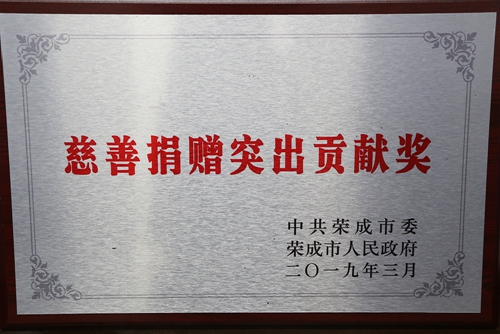 慈善捐赠突出贡献奖
中共荣成市委
荣成市人民政府
二〇一九年三月